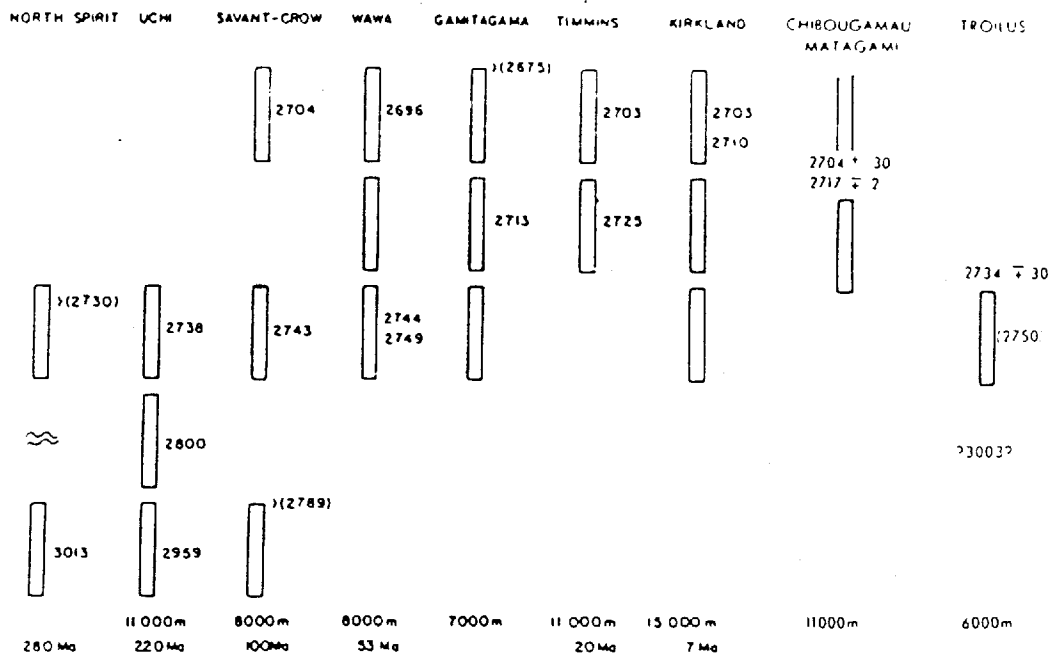 NORTH SPIRIT UCHI SAVANT-CROW WAWA GAMITAGAMA TIMMINS KIRKLAND CHIBOUGAMAU TROILUS
MATAGAMI
>(2675)
2704 2696 2703 2703
2710
2704 + 30
2717 ∓ 2
2713 2725
2734 ∓ 30
>(2730)
2738 2743 2744 (2750)
2749
2800 ?3003?
>(2789)
3013 2959
11 000m 8000m 8000m 7000m 11 000m 15 000m 11000m 6000m
280 Ma 220 Ma 100Ma 53 Ma 20 Ma 7 Ma